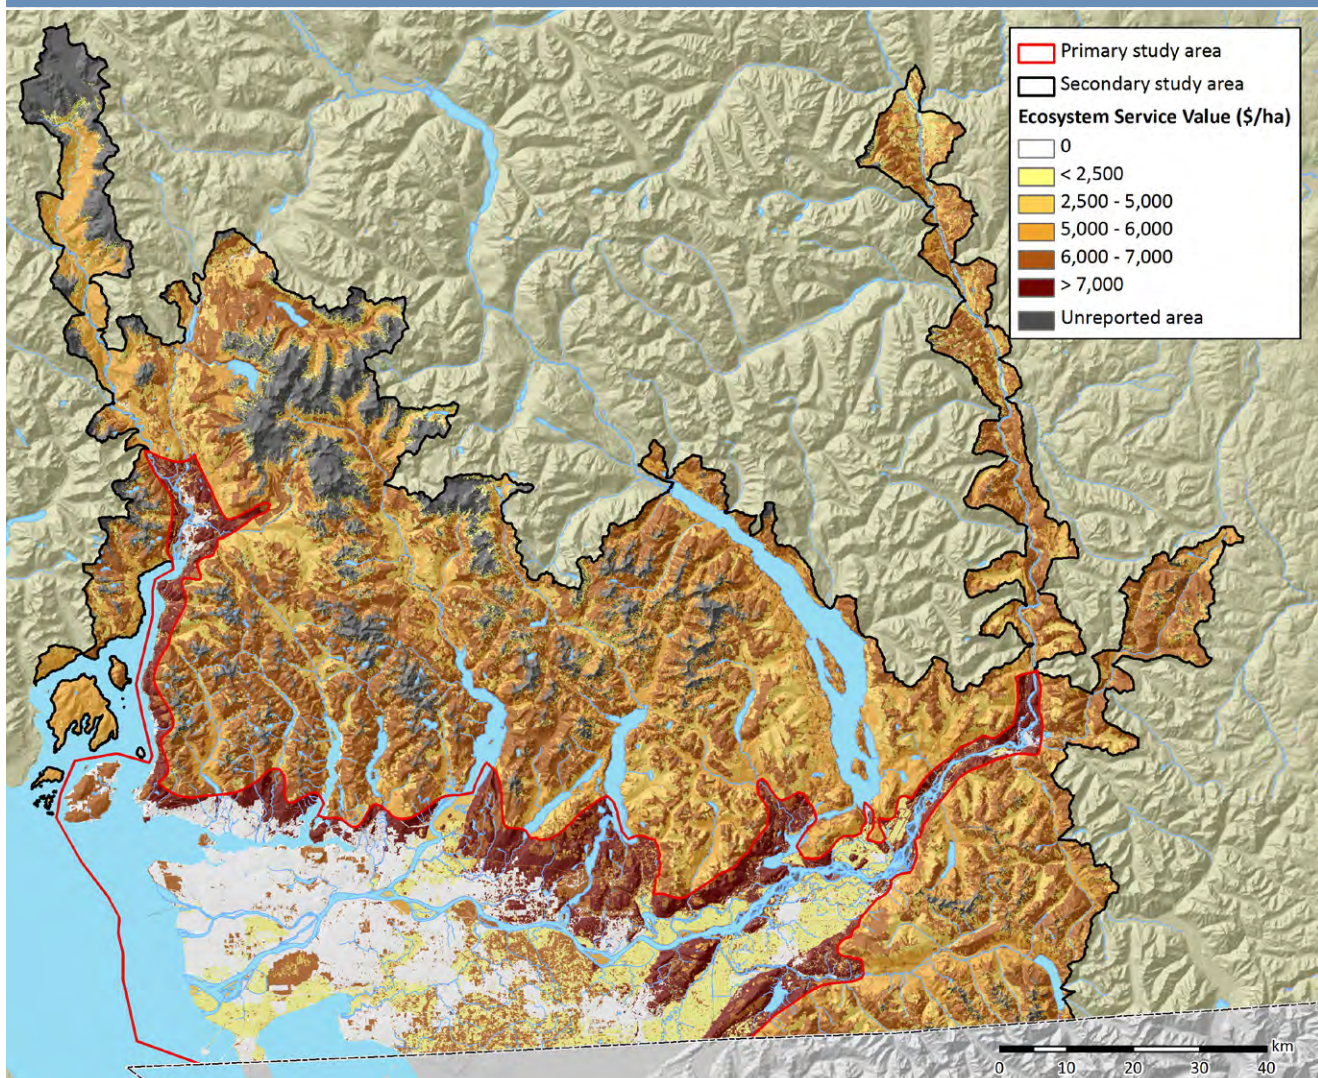 Primary study area
Secondary study area
Ecosystem Service Value ($/ha)
0
< 2,500
2,500 - 5,000
5,000 - 6,000
6,000 - 7,000
> 7,000
Unreported area
km
0 10 20 30 40